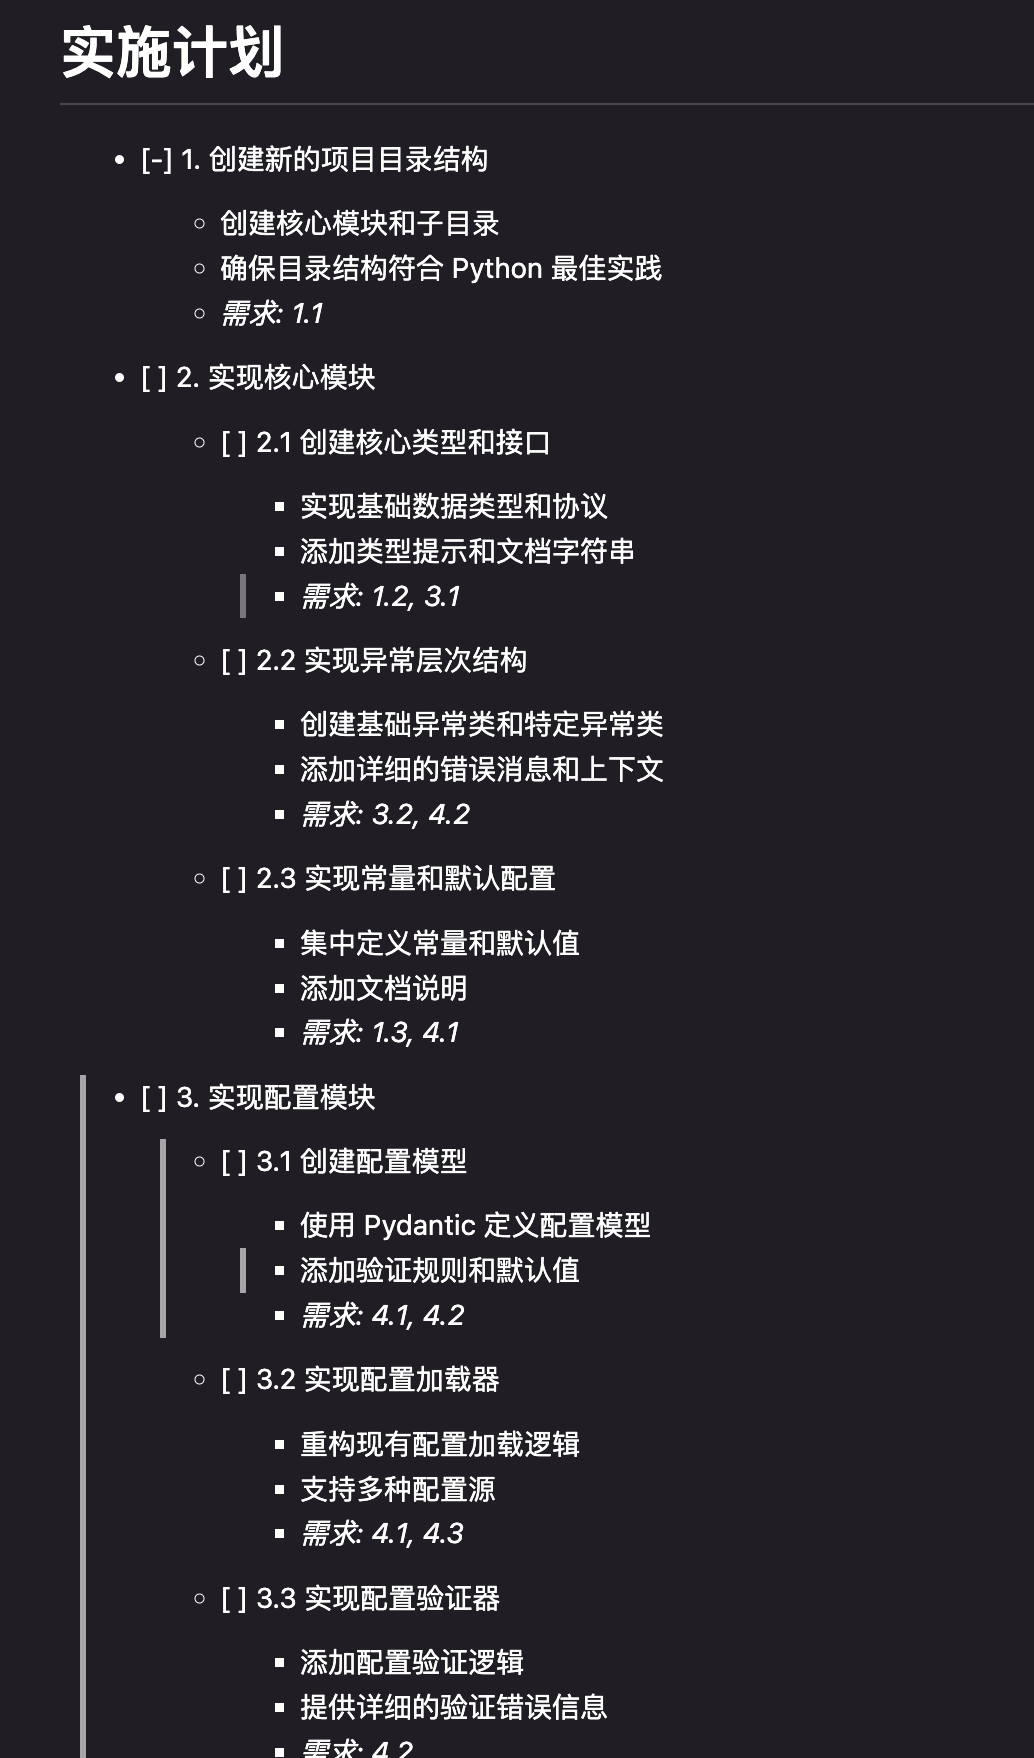 实施计划
[-] 1. 创建新的项目目录结构
创建核心模块和子目录
确保目录结构符合 Python 最佳实践
需求: 1.1
[ ] 2. 实现核心模块
[ ] 2.1 创建核心类型和接口
实现基础数据类型和协议
添加类型提示和文档字符串
需求: 1.2, 3.1
[ ] 2.2 实现异常层次结构
创建基础异常类和特定异常类
添加详细的错误消息和上下文
需求: 3.2, 4.2
[ ] 2.3 实现常量和默认配置
集中定义常量和默认值
添加文档说明
需求: 1.3, 4.1
[ ] 3. 实现配置模块
[ ] 3.1 创建配置模型
使用 Pydantic 定义配置模型
添加验证规则和默认值
需求: 4.1, 4.2
[ ] 3.2 实现配置加载器
重构现有配置加载逻辑
支持多种配置源
需求: 4.1, 4.3
[ ] 3.3 实现配置验证器
添加配置验证逻辑
提供详细的验证错误信息
需求: 4.2